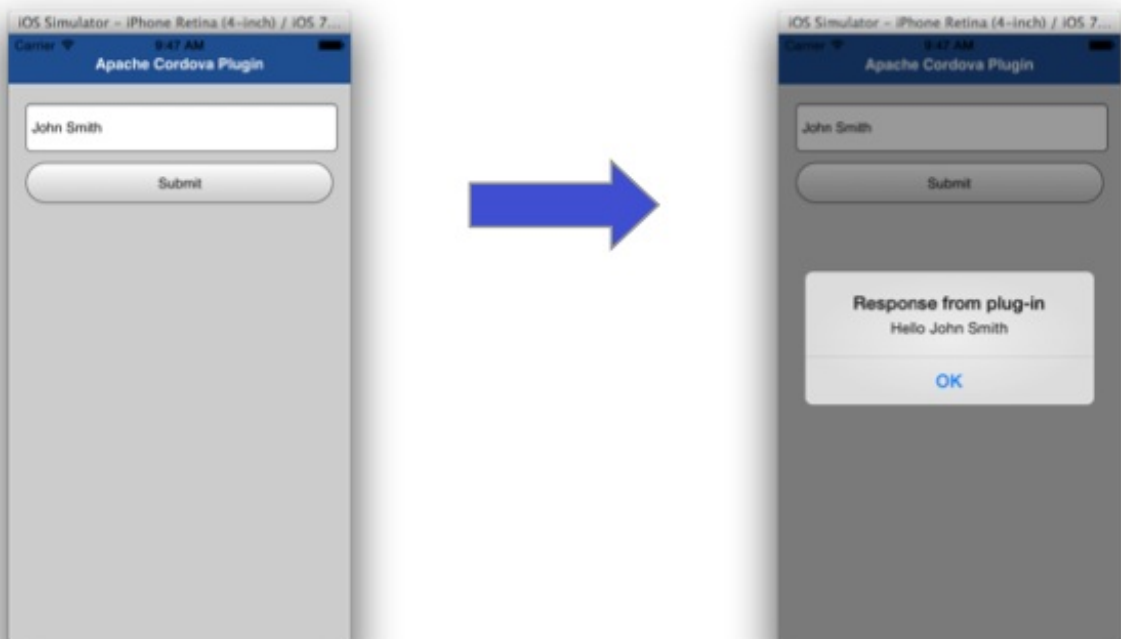 iOS Simulator - iPhone Retina (4-inch) / iOS 7...
Carrier 9:47 AM
Apache Cordova Plugin
John Smith
Submit
iOS Simulator - iPhone Retina (4-inch) / iOS 7...
Carrier 9:47 AM
Apache Cordova Plugin
John Smith
Submit
Response from plug-in
Hello John Smith
OK